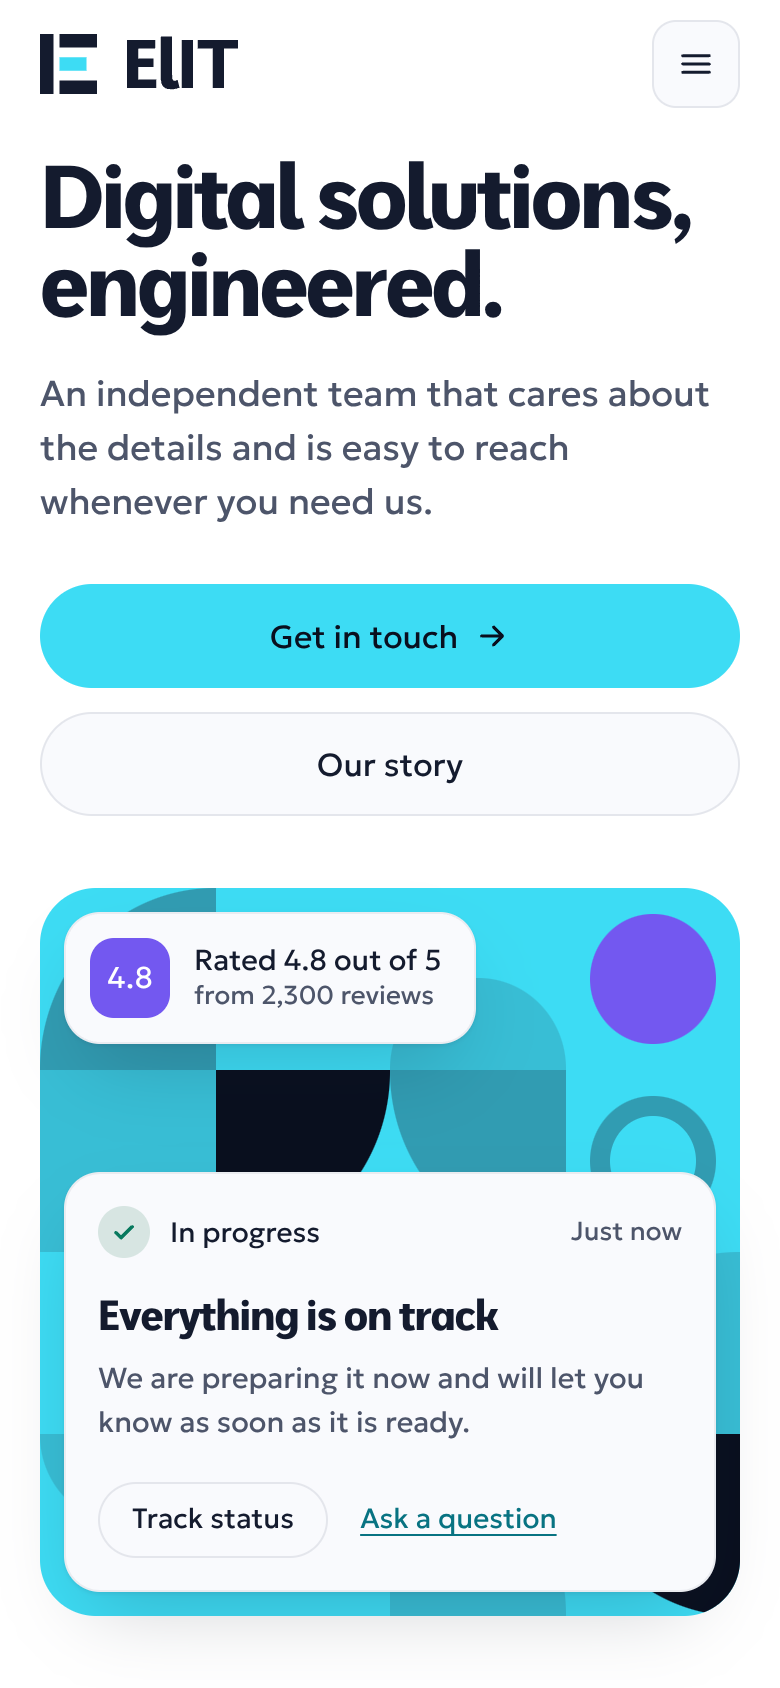 ElIT
Digital solutions,
engineered.
An independent team that cares about
the details and is easy to reach
whenever you need us.
Get in touch →
Our story
4.8
Rated 4.8 out of 5
from 2,300 reviews
In progress
Just now
Everything is on track
We are preparing it now and will let you
know as soon as it is ready.
Track status
Ask a question